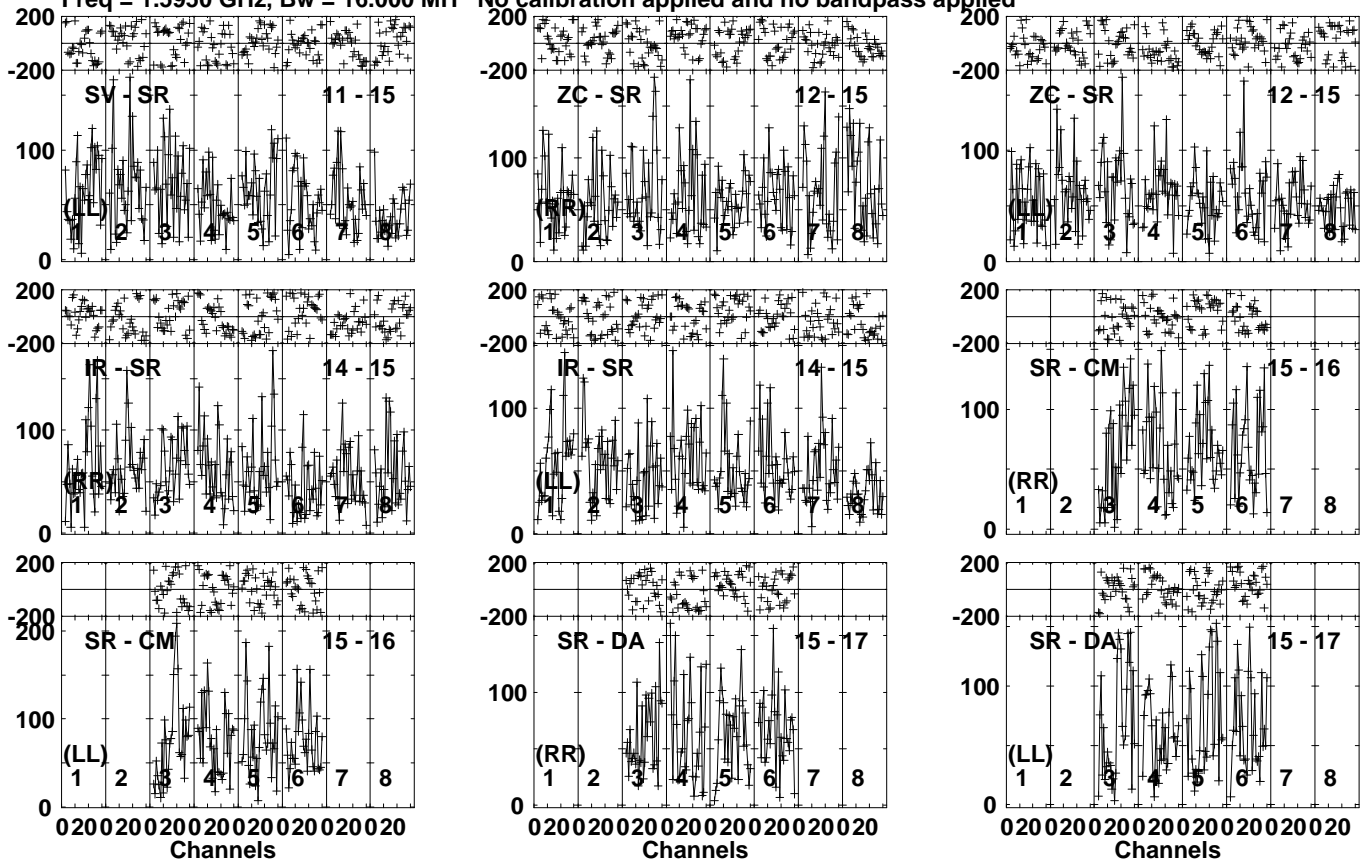 Freq = 1.5950 GHz, Bw = 16.000 MH No calibration applied and no bandpass applied
200 200 200
-200 -200 -200
SV - SR 11 - 15 ZC - SR 12 - 15 ZC - SR 12 - 15
100 100 100
(LL) (RR) (LL)
1 2 3 4 5 6 7 8 1 2 3 4 5 6 7 8 1 2 3 4 5 6 7 8
0 0 0
200 200 200
-200 -200 -200
IR - SR 14 - 15 IR - SR 14 - 15 SR - CM 15 - 16
100 100 100
(RR) (LL) (RR)
1 2 3 4 5 6 7 8 1 2 3 4 5 6 7 8 1 2 3 4 5 6 7 8
0 0 0
200 200 200
-200 -200 -200
200
SR - CM 15 - 16 SR - DA 15 - 17 SR - DA 15 - 17
100 100 100
(LL) (RR) (LL)
1 2 3 4 5 6 7 8 1 2 3 4 5 6 7 8 1 2 3 4 5 6 7 8
0 0 0
0 20 0 20 0 20 0 20 0 20 0 20 0 20 0 20 0 20 0 20 0 20 0 20 0 20 0 20 0 20 0 20 0 20 0 20 0 20 0 20 0 20 0 20 0 20 0 20
Channels Channels Channels